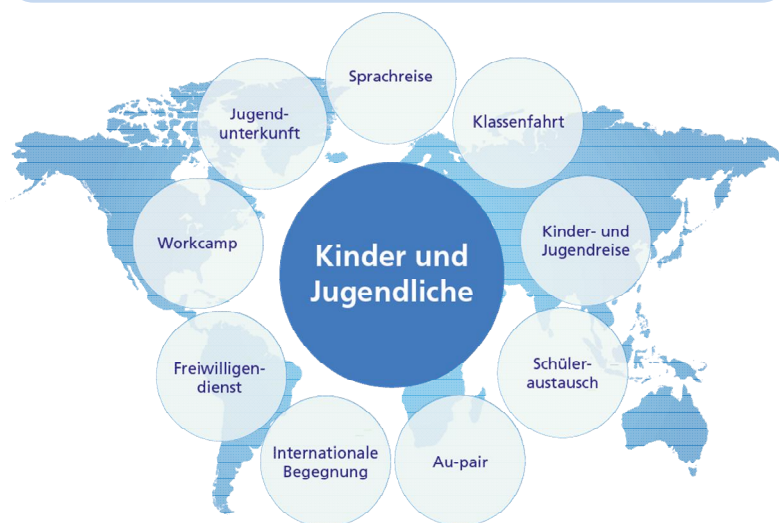 Sprachreise
Klassenfahrt
Kinder- und
Jugendreise
Schüler-
austausch
Au-pair
Internationale
Begegnung
Freiwilligen-
dienst
Workcamp
Jugend-
unterkunft
Kinder und
Jugendliche